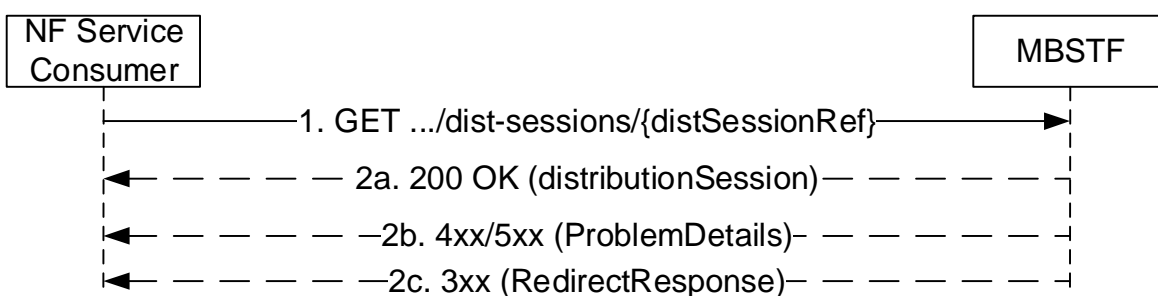 NF Service
Consumer
MBSTF
1. GET .../dist-sessions/{distSessionRef}
2a. 200 OK (distributionSession)
2b. 4xx/5xx (ProblemDetails)
2c. 3xx (RedirectResponse)